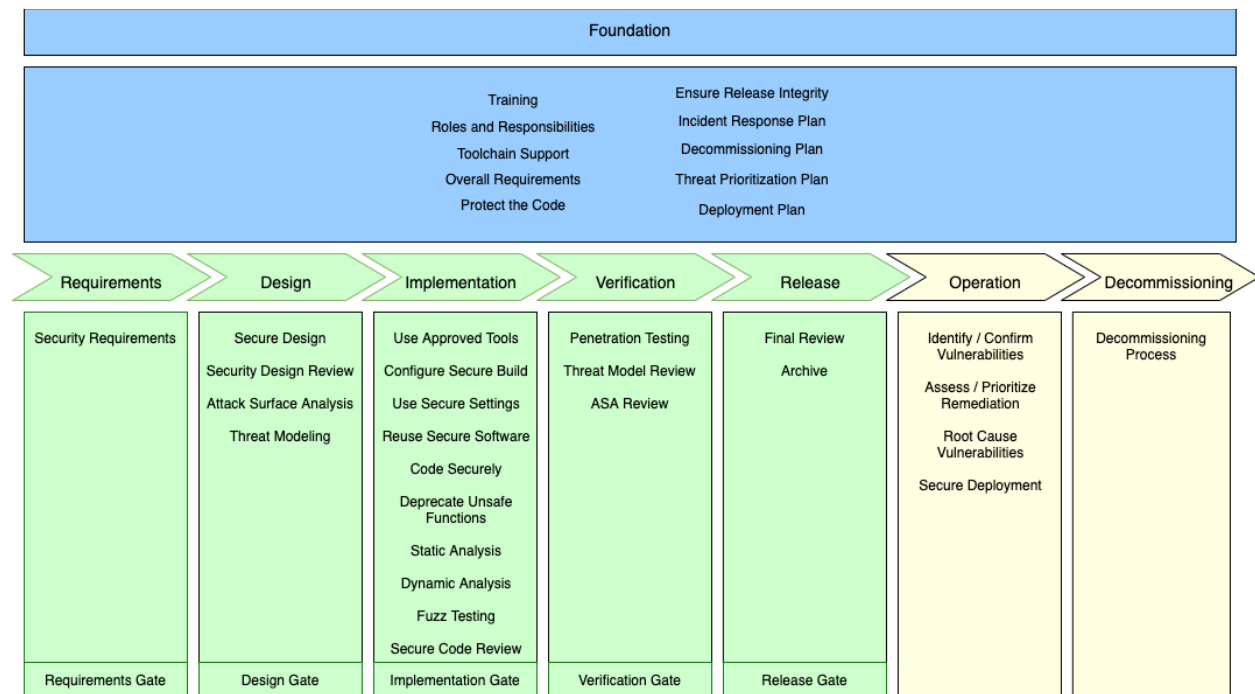 Foundation
Training
Roles and Responsibilities
Toolchain Support
Overall Requirements
Protect the Code
Ensure Release Integrity
Incident Response Plan
Decommissioning Plan
Threat Prioritization Plan
Deployment Plan
Requirements
Design
Implementation
Verification
Release
Operation
Decommissioning
Security Requirements
Requirements Gate
Secure Design
Security Design Review
Attack Surface Analysis
Threat Modeling
Design Gate
Use Approved Tools
Configure Secure Build
Use Secure Settings
Reuse Secure Software
Code Securely
Deprecate Unsafe
Functions
Static Analysis
Dynamic Analysis
Fuzz Testing
Secure Code Review
Implementation Gate
Penetration Testing
Threat Model Review
ASA Review
Verification Gate
Final Review
Archive
Release Gate
Identify / Confirm
Vulnerabilities
Assess / Prioritize
Remediation
Root Cause
Vulnerabilities
Secure Deployment
Decommissioning
Process